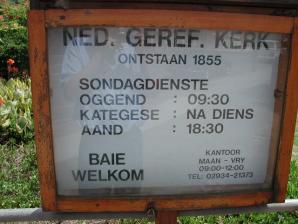 NED. GEREF. KERK
ONTSTAAN 1855
SONDAGDIENSTE
OGGEND : 09:30
KATEGESE : NA DIENS
AAND : 18:30
BAIE
WELKOM
KANTOOR
MAAN - VRY
09:00-12:00
TEL: 02934-21373